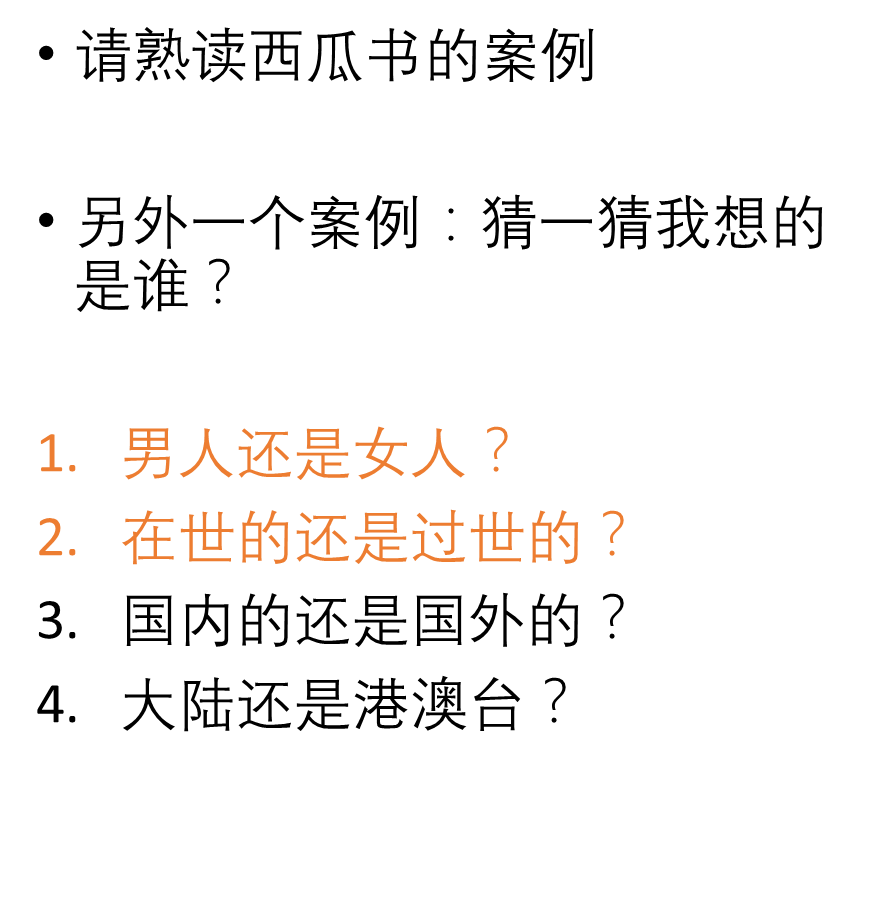 • 请熟读西瓜书的案例
• 另外一个案例：猜一猜我想的
是谁？
1. 男人还是女人？
2. 在世的还是过世的？
3. 国内的还是国外的？
4. 大陆还是港澳台？